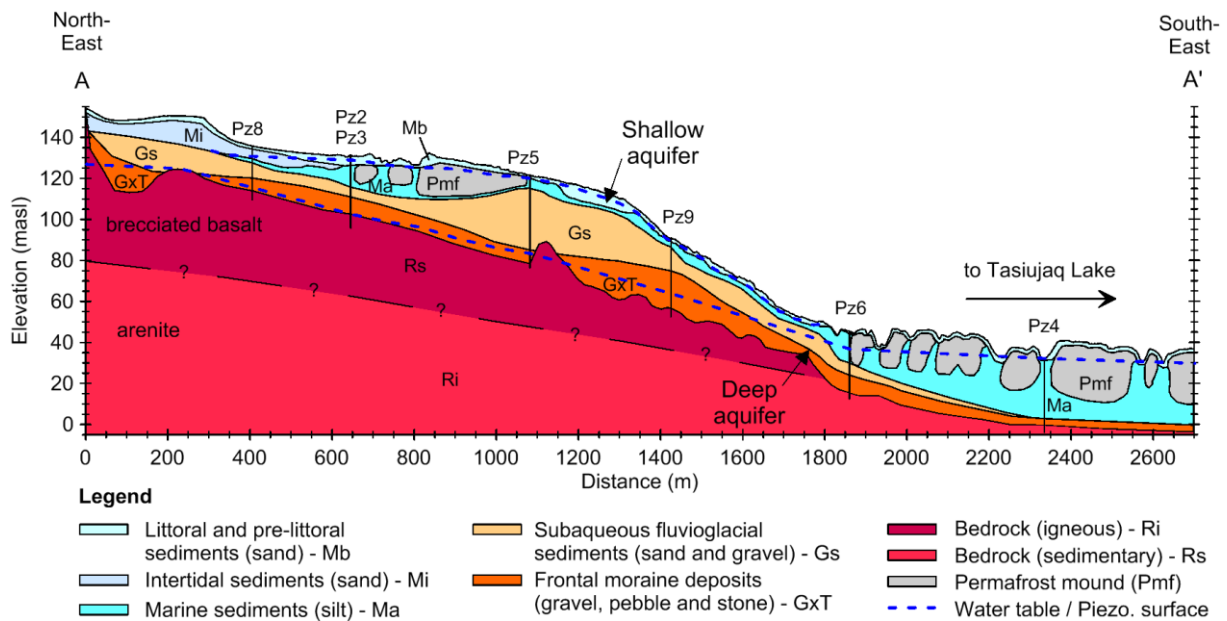 North-
East
South-
East
A
A'
Pz2
Pz3
Pz8
Mb
Shallow
aquifer
Mi
Pz5
Gs
Ma
Pmf
GxT
Pz9
brecciated basalt
Gs
Rs
GxT
to Tasiujaq Lake
? ? ? ? ?
Pz6
Pz4
arenite
Ri
Deep
aquifer
Pmf
Ma
Elevation (masl)
140
120
100
80
60
40
20
0
0 200 400 600 800 1000 1200 1400 1600 1800 2000 2200 2400 2600
Distance (m)
Legend
Littoral and pre-littoral
sediments (sand) - Mb
Intertidal sediments (sand) - Mi
Marine sediments (silt) - Ma
Subaqueous fluvioglacial
sediments (sand and gravel) - Gs
Frontal moraine deposits
(gravel, pebble and stone) - GxT
Bedrock (igneous) - Ri
Bedrock (sedimentary) - Rs
Permafrost mound (Pmf)
Water table / Piezo. surface